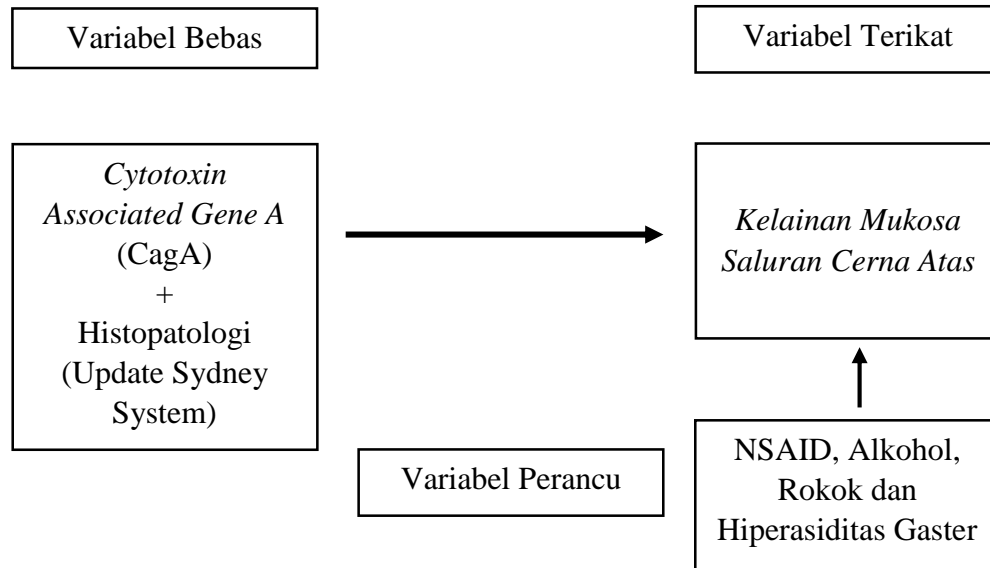 Variabel Bebas
Variabel Terikat
Cytotoxin
Associated Gene A
(CagA)
+
Histopatologi
(Update Sydney
System)
Kelainan Mukosa
Saluran Cerna Atas
Variabel Perancu
NSAID, Alkohol,
Rokok dan
Hiperasiditas Gaster